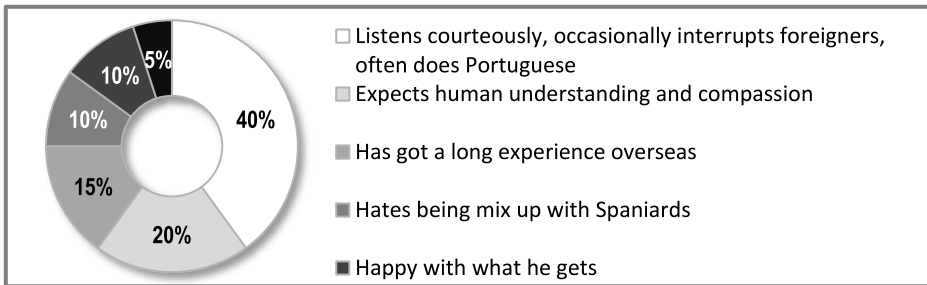 5%
10%
10%
40%
15%
20%
Listens courteously, occasionally interrupts foreigners,
often does Portuguese
Expects human understanding and compassion
Has got a long experience overseas
Hates being mix up with Spaniards
Happy with what he gets